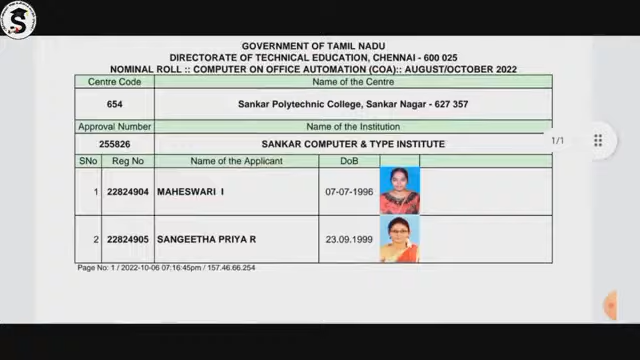 S
GOVERNMENT OF TAMIL NADU
DIRECTORATE OF TECHNICAL EDUCATION, CHENNAI - 600 025
NOMINAL ROLL :: COMPUTER ON OFFICE AUTOMATION (COA):: AUGUST/OCTOBER 2022
Centre Code Name of the Centre
654 Sankar Polytechnic College, Sankar Nagar - 627 357
Approval Number Name of the Institution
255826 SANKAR COMPUTER & TYPE INSTITUTE
1/1
SNo Reg No Name of the Applicant DoB
1 22824904 MAHESWARI I 07-07-1996
2 22824905 SANGEETHA PRIYA R 23.09.1999
Page No: 1 / 2022-10-06 07:16:45pm / 157.46.66.254